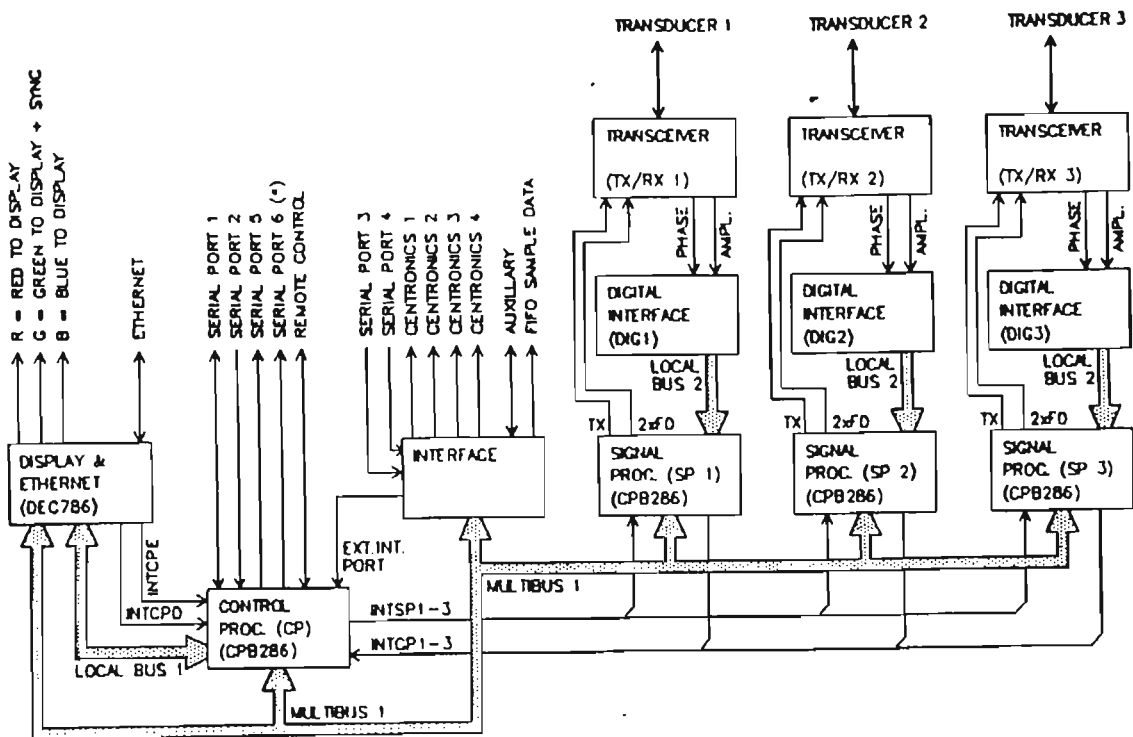 TRANSDUCER 1
TRANSDUCER 2
TRANSDUCER 3
TRANSCEIVER
(TX/RX 1)
TRANSCEIVER
(TX/RX 2)
TRANSCEIVER
(TX/RX 3)
PHASE
AMPL.
PHASE
AMPL.
PHASE
AMPL.
DIGITAL
INTERFACE
(DIG1)
DIGITAL
INTERFACE
(DIG2)
DIGITAL
INTERFACE
(DIG3)
LOCAL
BUS 2
LOCAL
BUS 2
LOCAL
BUS 2
TX
2xFD
TX
2xFD
TX
2xFD
SIGNAL
PROC. (SP 1)
(CPB286)
SIGNAL
PROC. (SP 2)
(CPB286)
SIGNAL
PROC. (SP 3)
(CPB286)
R = RED TO DISPLAY
G = GREEN TO DISPLAY + SYNC
B = BLUE TO DISPLAY
ETHERNET
SERIAL PORT 1
SERIAL PORT 2
SERIAL PORT 5
SERIAL PORT 6 (*)
REMOTE CONTROL
SERIAL PORT 3
SERIAL PORT 4
CENTRONICS 1
CENTRONICS 2
CENTRONICS 3
CENTRONICS 4
AUXILLARY
FIFO SAMPLE DATA
DISPLAY &
ETHERNET
(DEC786)
INTERFACE
INTCPE
INTCPD
EXT.INT.
PORT
CONTROL
PROC. (CP)
(CPB286)
INTSP1-3
INTCP1-3
MULTIBUS 1
LOCAL BUS 1
MULTIBUS 1